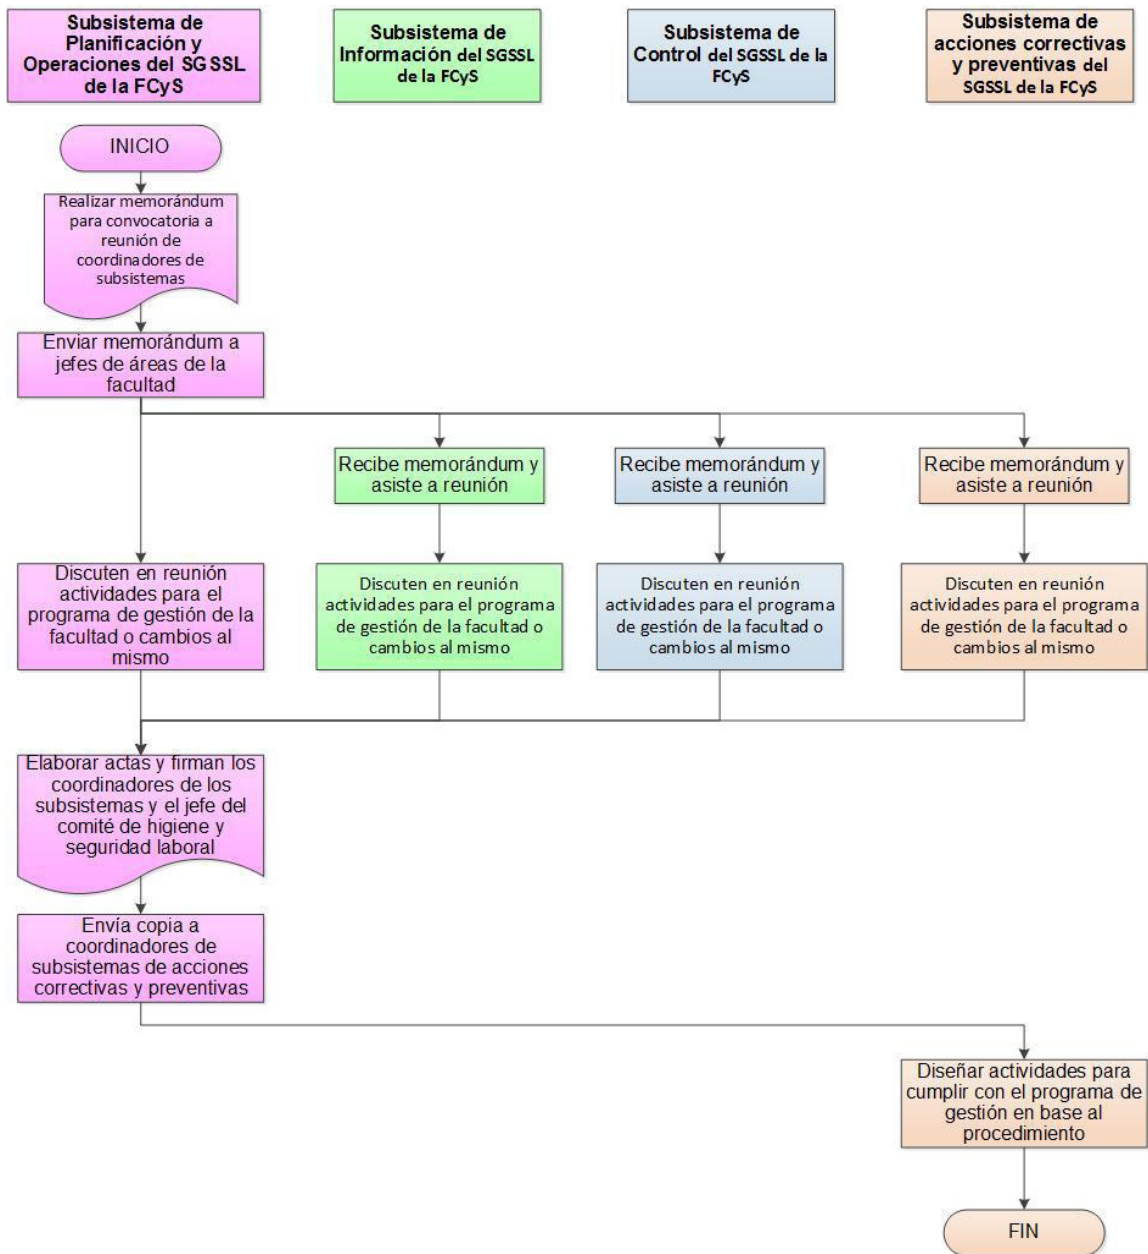 Subsistema de
Planificación y
Operaciones del SGSSL
de la FCyS
Subsistema de
Información del SGSSL
de la FCyS
Subsistema de
Control del SGSSL de la
FCyS
Subsistema de
acciones correctivas
y preventivas del
SGSSL de la FCyS
INICIO
Realizar memorándum
para convocatoria a
reunión de
coordinadores de
subsistemas
Enviar memorándum a
jefes de áreas de la
facultad
Recibe memorándum y
asiste a reunión
Recibe memorándum y
asiste a reunión
Recibe memorándum y
asiste a reunión
Discuten en reunión
actividades para el
programa de gestión de la
facultad o cambios al
mismo
Discuten en reunión
actividades para el programa
de gestión de la facultad o
cambios al mismo
Discuten en reunión
actividades para el programa
de gestión de la facultad o
cambios al mismo
Discuten en reunión
actividades para el programa
de gestión de la facultad o
cambios al mismo
Elaborar actas y firman los
coordinadores de los
subsistemas y el jefe del
comité de higiene y
seguridad laboral
Envía copia a
coordinadores de
subsistemas de acciones
correctivas y preventivas
Diseñar actividades para
cumplir con el programa de
gestión en base al
procedimiento
FIN